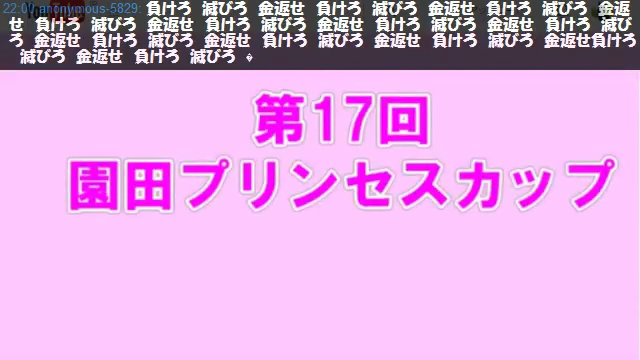 22:07 anonymous-5829: 負けろ 滅びろ 金返せ 負けろ 滅びろ 金返せ 負けろ 滅びろ 金返
せ 負けろ 滅びろ 金返せ 負けろ 滅びろ 金返せ 負けろ 滅びろ 金返せ 負けろ 滅び
ろ 金返せ 負けろ 滅びろ 金返せ 負けろ 滅びろ 金返せ 負けろ 滅びろ 金返せ負けろ
滅びろ 金返せ 負けろ 滅びろ
第17回
園田プリンセスカップ